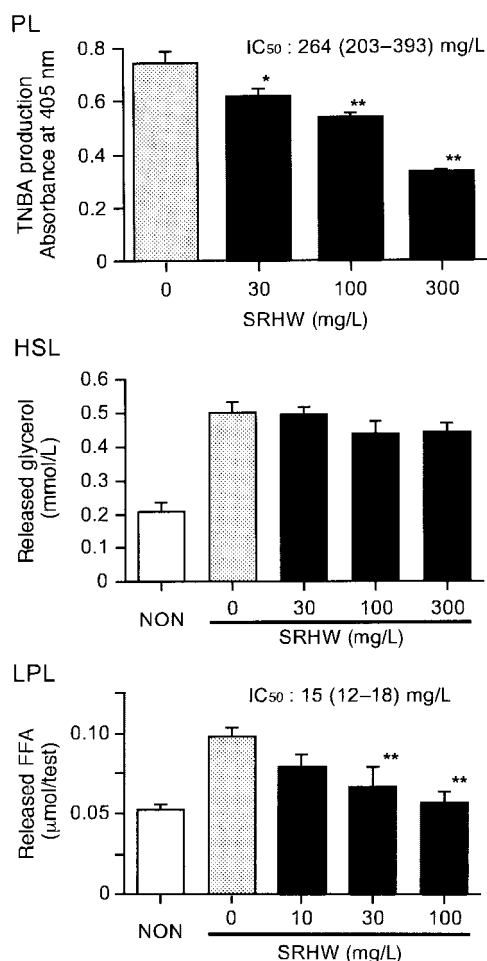 PL
IC50 : 264 (203–393) mg/L
TNBA production
Absorbance at 405 nm
0.8
0.6
0.4
0.2
0
*
**
**
0 30 100 300
SRHW (mg/L)
HSL
Released glycerol
(mmol/L)
0.6
0.5
0.4
0.3
0.2
0.1
0
NON
0 30 100 300
SRHW (mg/L)
LPL
IC50 : 15 (12–18) mg/L
Released FFA
(μmol/test)
0.10
0.05
0
**
**
NON
0 10 30 100
SRHW (mg/L)